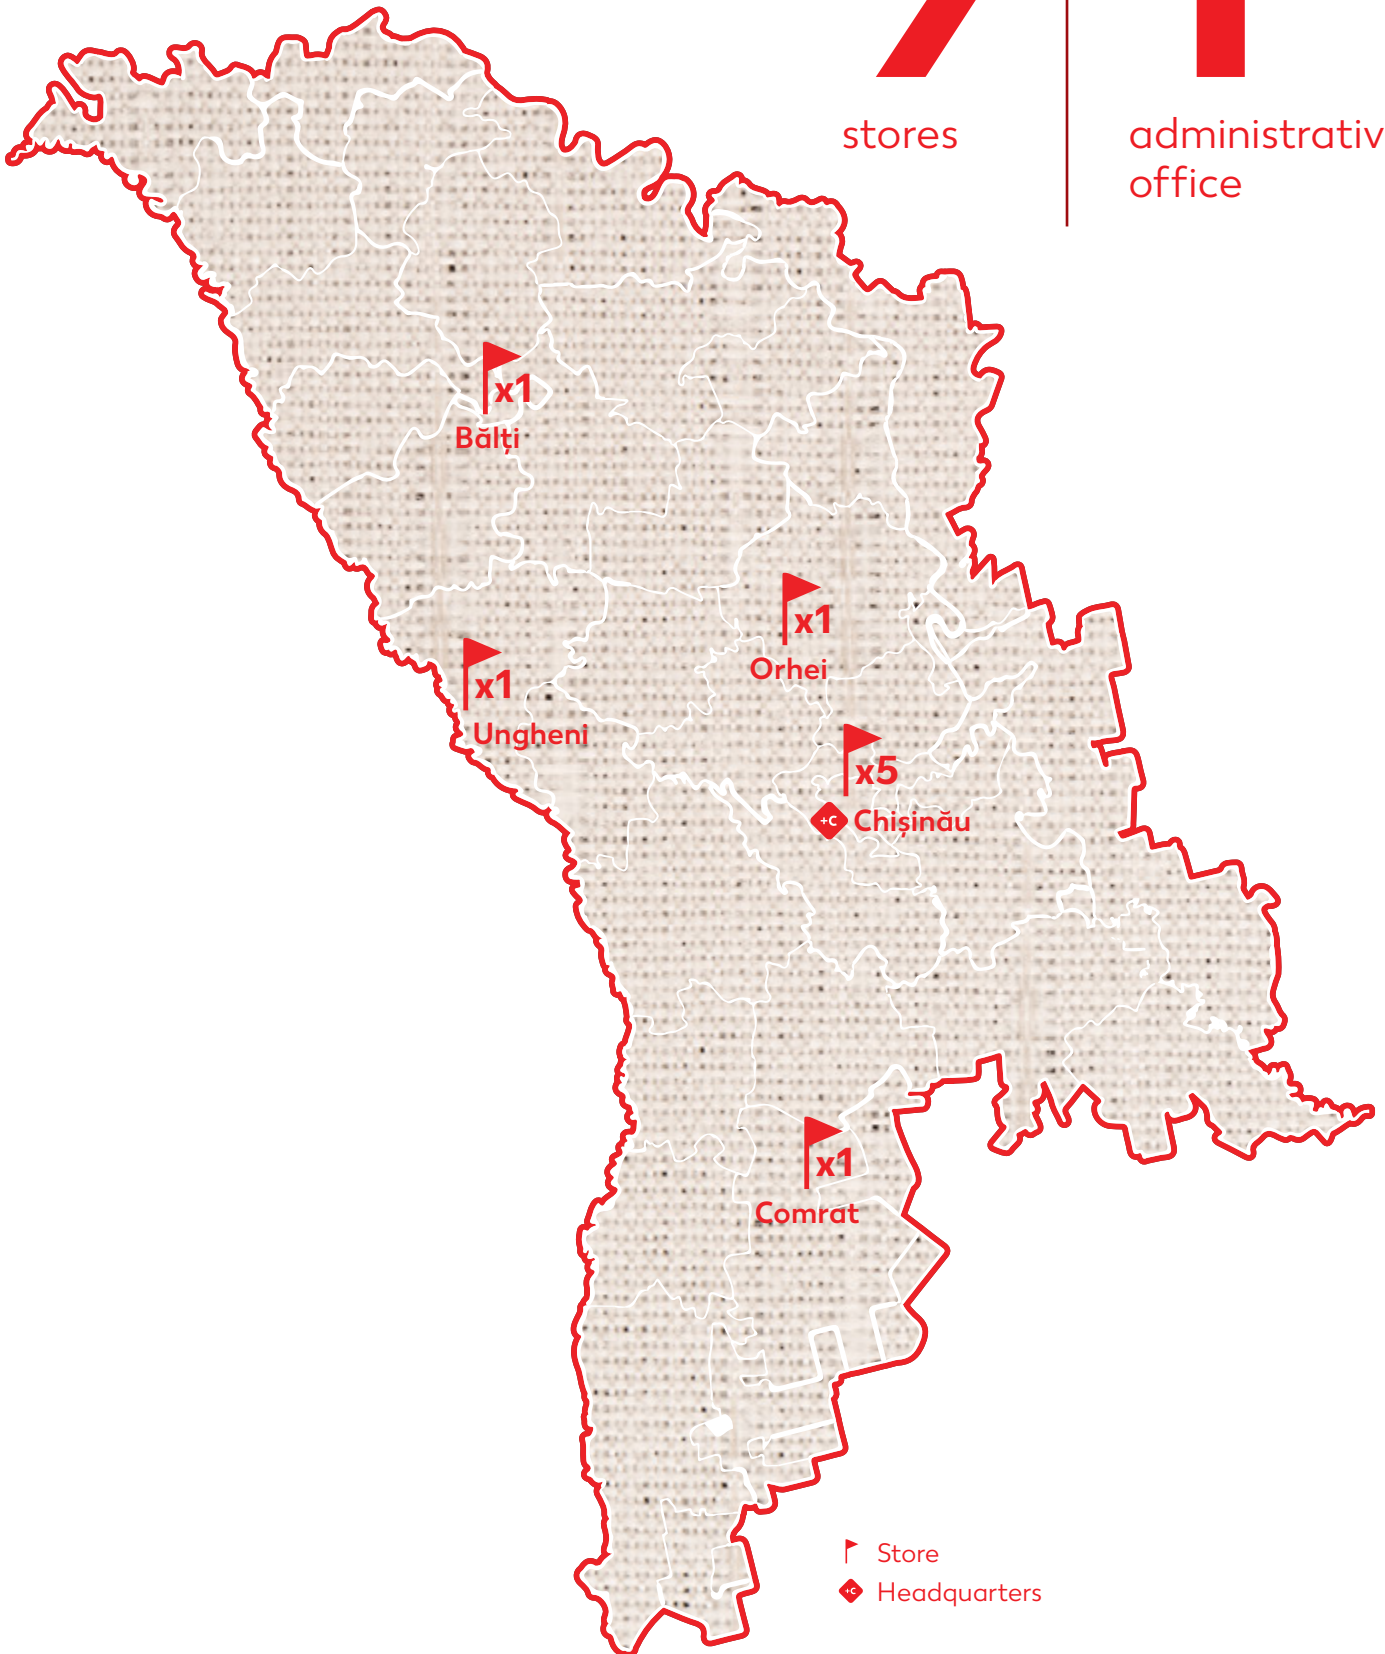 stores
administrativ
office
x1
Bălți
x1
Orhei
x1
Ungheni
x5
+C Chișinău
x1
Comrat
Store
+C Headquarters